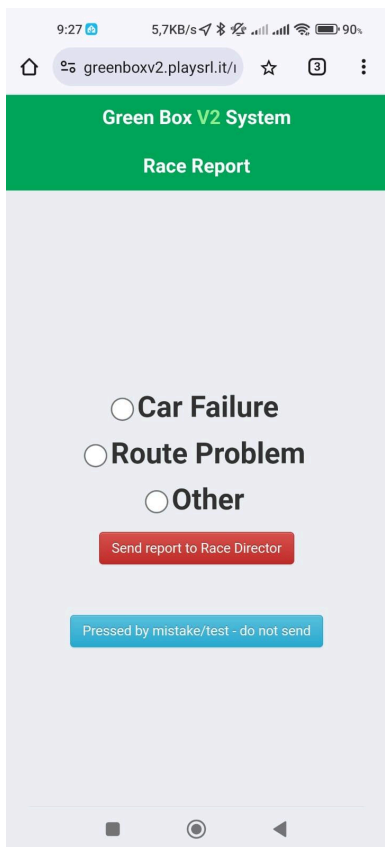 9:27 5,7KB/s 90%
greenboxv2.playsrl.it/ 3
Green Box V2 System
Race Report
Car Failure
Route Problem
Other
Send report to Race Director
Pressed by mistake/test - do not send